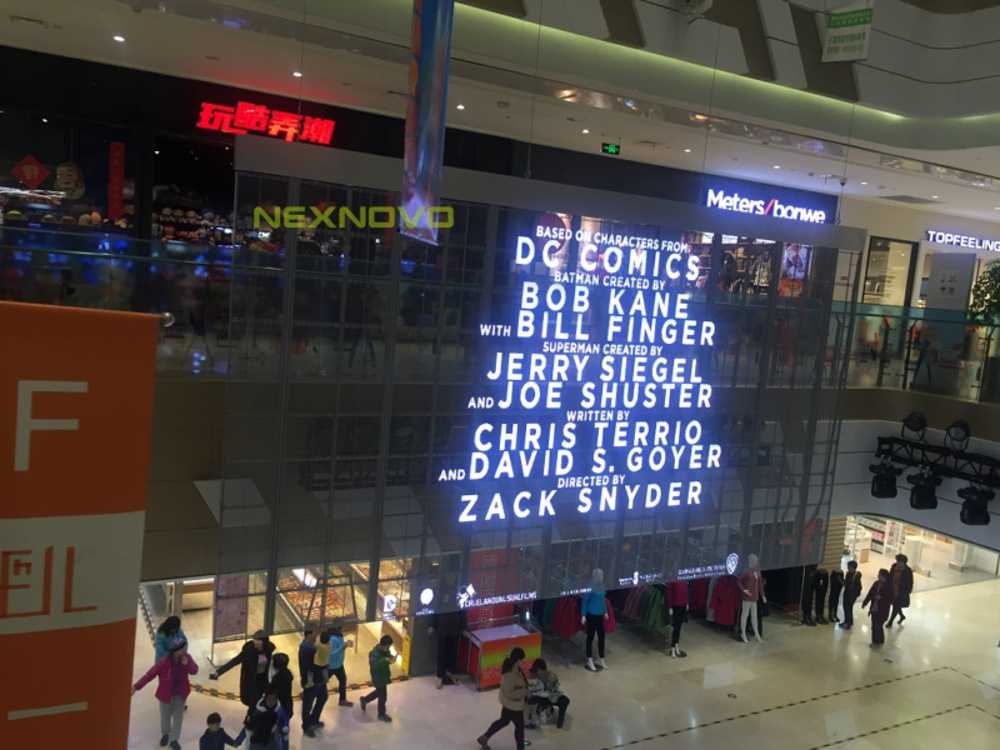 玩酷弄潮
NEXNOVO
Meters/bonwe
TOPFEELING
BASED ON CHARACTERS FROM
DC COMICS
BATMAN CREATED BY
BOB KANE
WITH BILL FINGER
SUPERMAN CREATED BY
JERRY SIEGEL
AND JOE SHUSTER
WRITTEN BY
CHRIS TERRIO
AND DAVID S. GOYER
DIRECTED BY
ZACK SNYDER
F